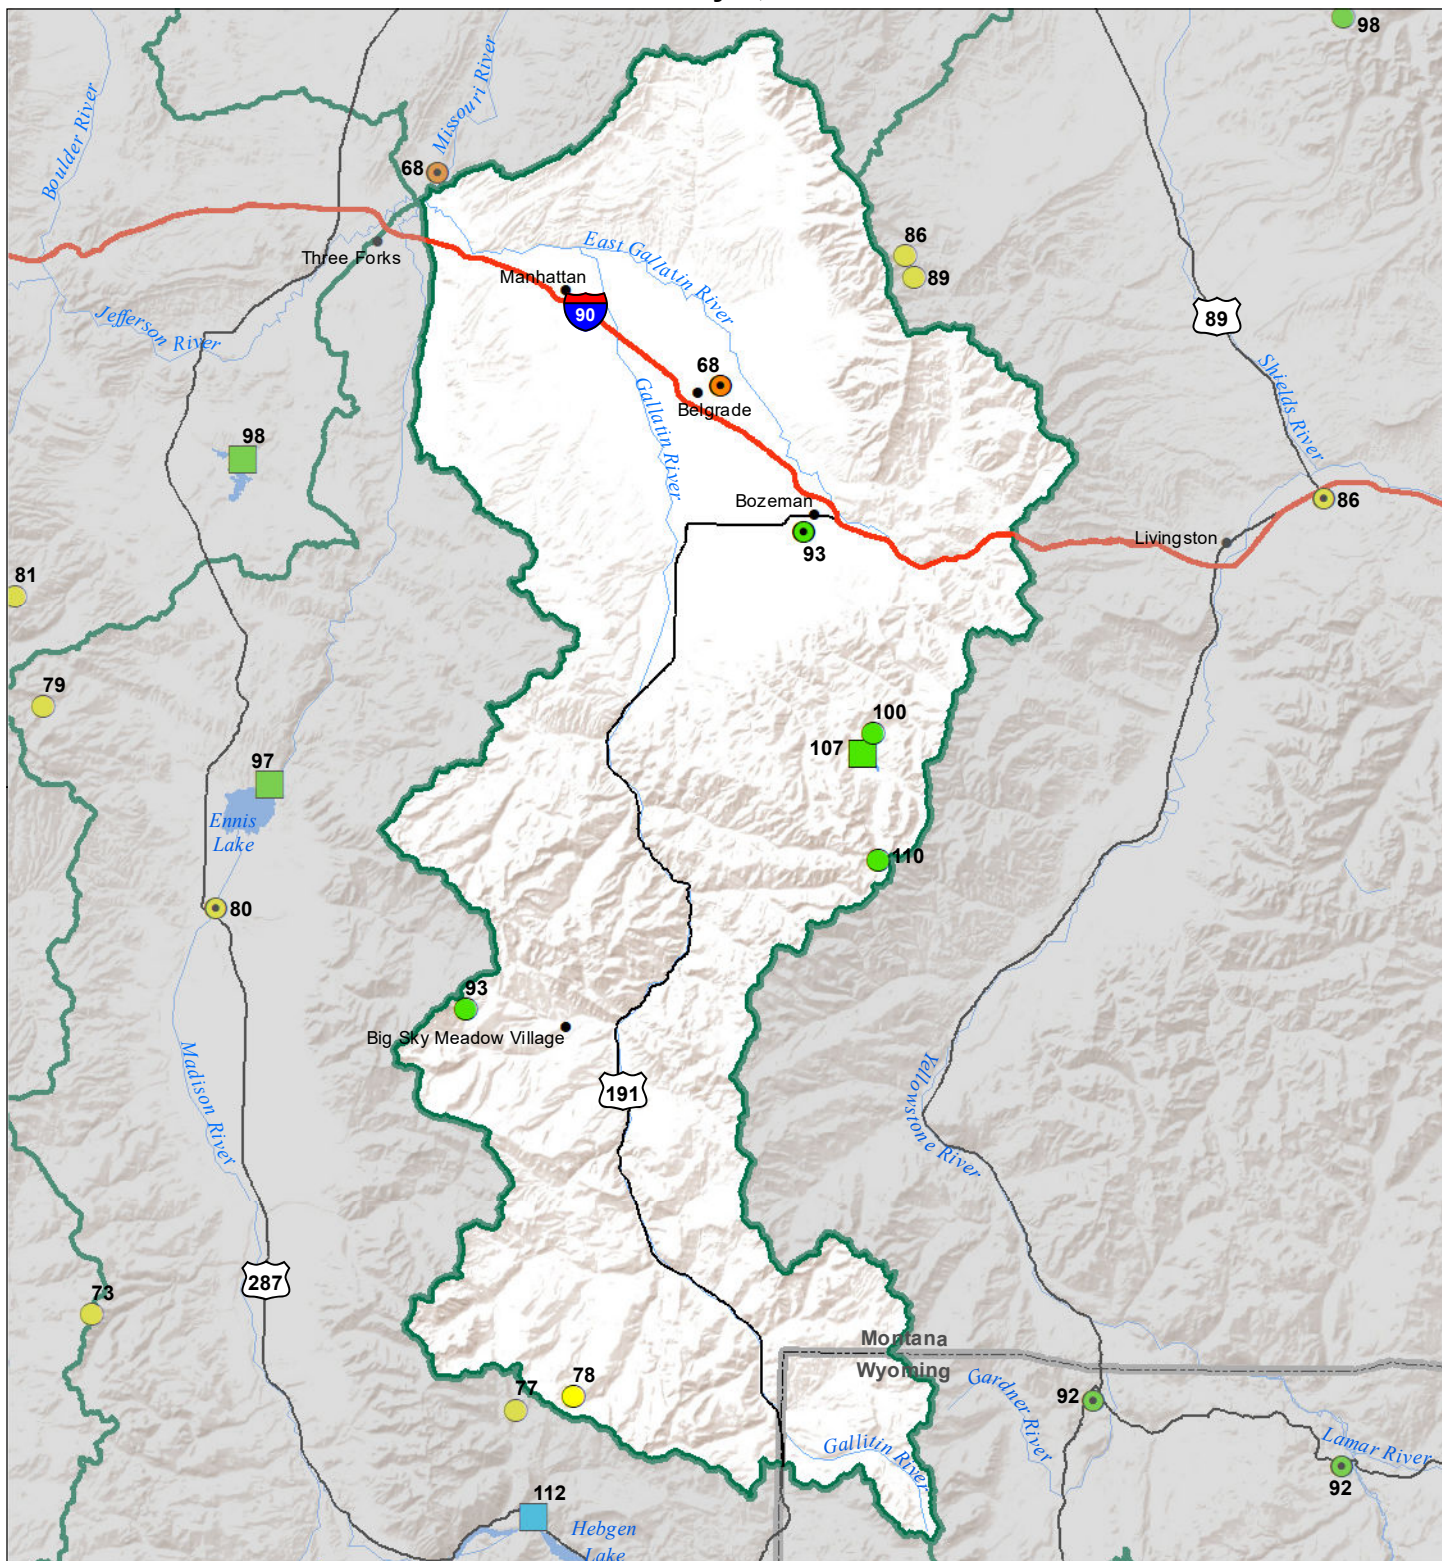 98
Missouri River
Boulder River
68
86
89
Three Forks
East Gallatin River
Manhattan
90
89
Jefferson River
Shields River
68
Belgrade
Gallatin River
98
Bozeman
93
86
Livingston
81
79
100
107
97
Ennis
Lake
110
80
93
Big Sky Meadow Village
Madison River
191
Yellowstone River
287
73
Montana
Wyoming
78
77
92
Gardner River
Gallitin River
Lamar River
92
112
Hebgen
Lake